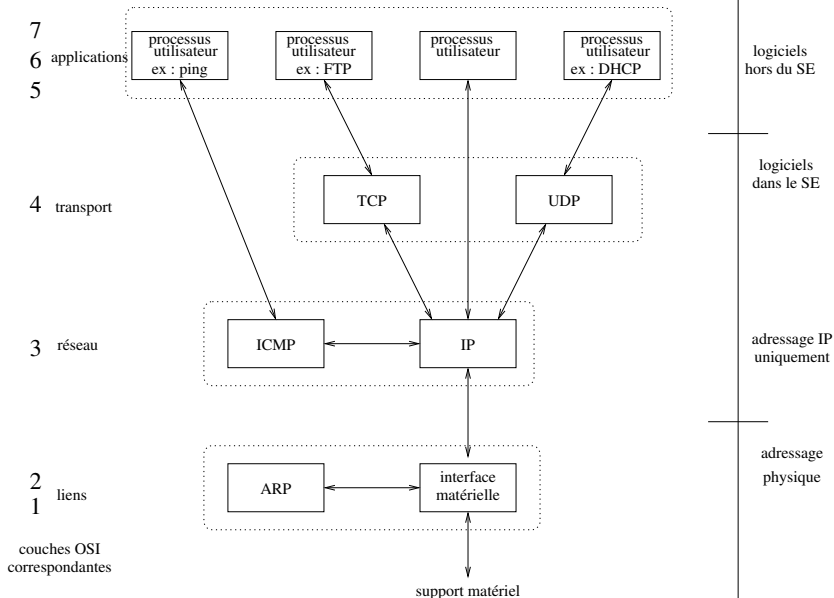 7
6
5
applications
processus
utilisateur
ex : ping
processus
utilisateur
ex : FTP
processus
utilisateur
processus
utilisateur
ex : DHCP
logiciels
hors du SE
4
transport
TCP
UDP
logiciels
dans le SE
3
réseau
ICMP
IP
adressage IP
uniquement
2
1
liens
ARP
interface
matérielle
adressage
physique
couches OSI
correspondantes
support matériel